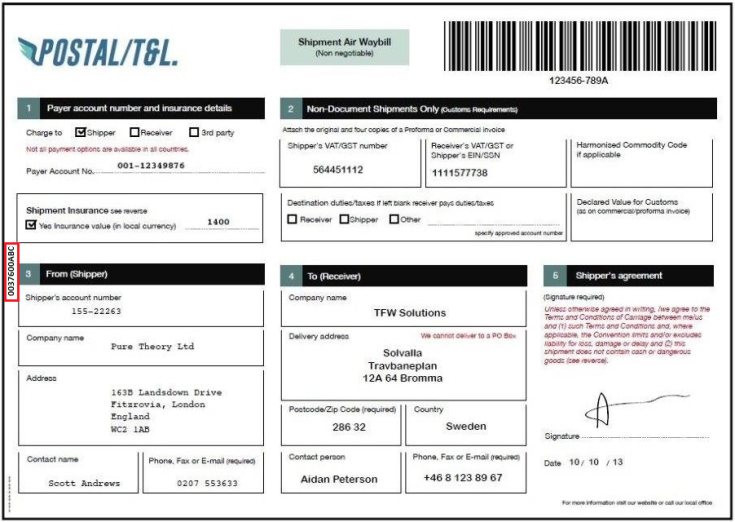 POSTAL/T&L.
Shipment Air Waybill
(Non negotiable)
123456-789A
1 Payer account number and insurance details
Charge to Shipper Receiver 3rd party
Not all payment options are available in all countries.
Payer Account No. 001-12349876
Shipment Insurance see reverse
Yes Insurance value (in local currency) 1400
2 Non-Document Shipments Only (Customs Requirements)
Attach the original and four copies of a Proforma or Commercial invoice
Shipper's VAT/GST number
564451112
Receiver's VAT/GST or
Shipper's EIN/SSN
1111577738
Harmonised Commodity Code
if applicable
Destination duties/taxes if left blank receiver pays duties/taxes
Receiver Shipper Other
specify approved account number
Declared Value for Customs
(as on commercial/proforma invoice)
0037600ABC
3 From (Shipper)
Shipper's account number
155-22263
Company name
Pure Theory Ltd
Address
163B Landsdown Drive
Fitzrovia, London
England
WC2 1AB
Contact name
Scott Andrews
Phone, Fax or E-mail (required)
0207 553633
4 To (Receiver)
Company name
TFW Solutions
Delivery address We cannot deliver to a PO Box
Solvalla
Travbaneplan
12A 64 Bromma
Postcode/Zip Code (required)
286 32
Country
Sweden
Contact person
Aidan Peterson
Phone, Fax or E-mail (required)
+46 8 123 89 67
5 Shipper's agreement
(Signature required)
Unless otherwise agreed in writing, I/we agree to the
Terms and Conditions of Carriage between me/us
and (1) such Terms and Conditions and, where
applicable, the Convention limits and/or excludes
liability for loss, damage or delay and (2) this
shipment does not contain cash or dangerous
goods (see reverse).
Signature
Date 10/ 10 / 13
For more information visit our website or call our local office.